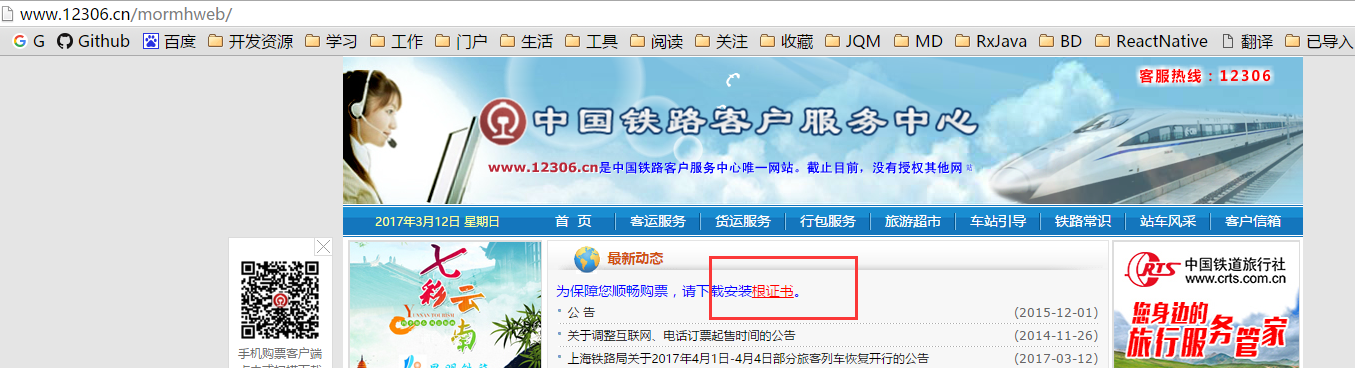 www.12306.cn/mormhweb/
G Github 百度 开发资源 学习 工作 门户 生活 工具 阅读 关注 收藏 JQM MD RxJava BD ReactNative 翻译 已导入
客服热线：12306
中国铁路客户服务中心
www.12306.cn是中国铁路客户服务中心唯一网站。截止目前，没有授权其他网站
2017年3月12日 星期日 首 页 客运服务 货运服务 行包服务 旅游超市 车站引导 铁路常识 站车风采 客户信箱
七彩云南
YUNNAN TOURISM
手机购票客户端
最新动态
为保障您顺畅购票，请下载安装根证书。
公 告 (2015-12-01)
关于调整互联网、电话订票起售时间的公告 (2014-11-26)
上海铁路局关于2017年4月1日-4月4日部分旅客列车恢复开行的公告 (2017-03-12)
CRTS 中国铁道旅行社
www.crts.com.cn
您身边的
旅行服务管家